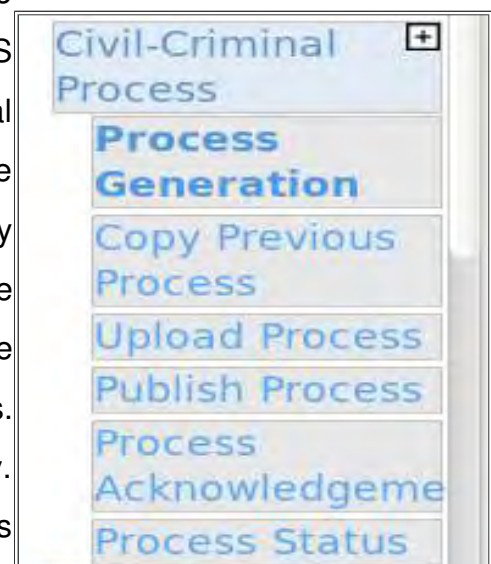 Civil-Criminal
Process
Process
Generation
Copy Previous
Process
Upload Process
Publish Process
Process
Acknowledgeme
Process Status